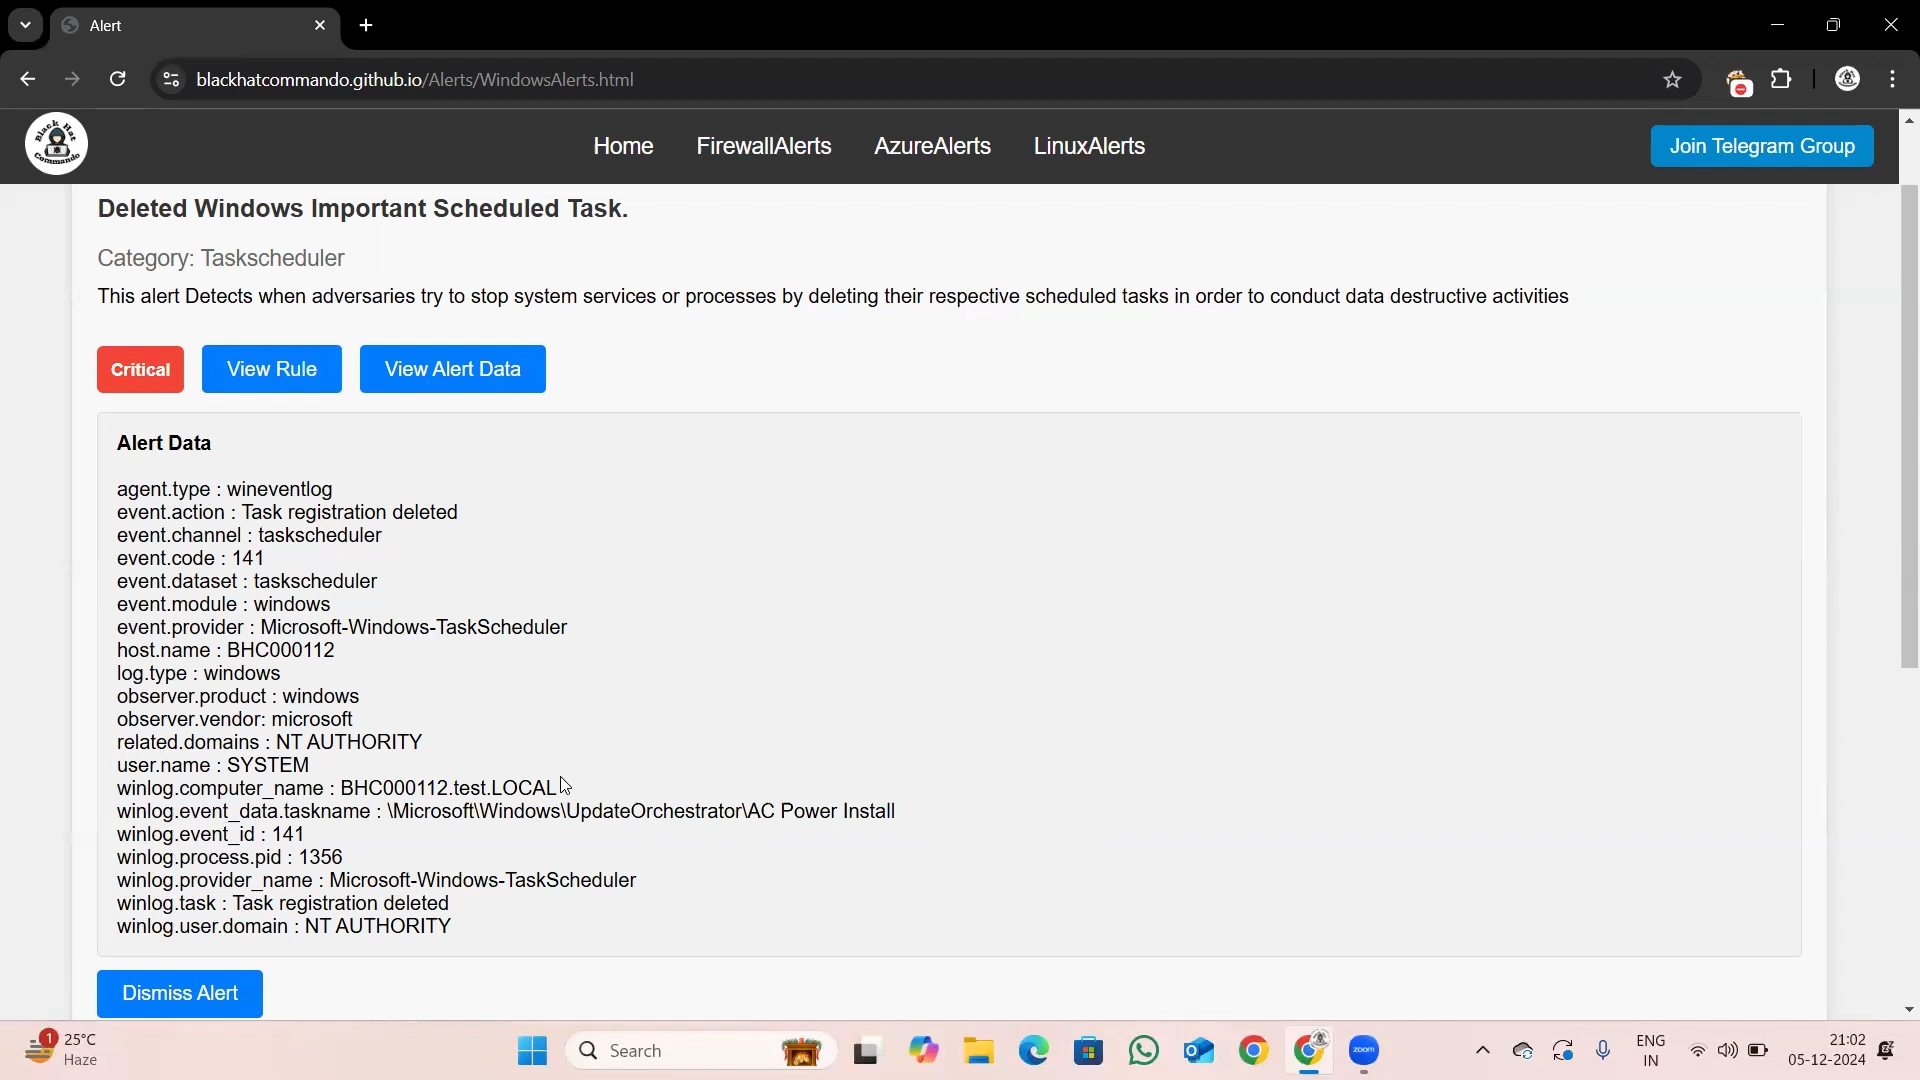 Alert
blackhatcommando.github.io/Alerts/WindowsAlerts.html
Black Hat
Commando
Home
FirewallAlerts
AzureAlerts
LinuxAlerts
Join Telegram Group
Deleted Windows Important Scheduled Task.
Category: Taskscheduler
This alert Detects when adversaries try to stop system services or processes by deleting their respective scheduled tasks in order to conduct data destructive activities
Critical
View Rule
View Alert Data
Alert Data
agent.type : wineventlog
event.action : Task registration deleted
event.channel : taskscheduler
event.code : 141
event.dataset : taskscheduler
event.module : windows
event.provider : Microsoft-Windows-TaskScheduler
host.name : BHC000112
log.type : windows
observer.product : windows
observer.vendor: microsoft
related.domains : NT AUTHORITY
user.name : SYSTEM
winlog.computer_name : BHC000112.test.LOCAL
winlog.event_data.taskname : \Microsoft\Windows\UpdateOrchestrator\AC Power Install
winlog.event_id : 141
winlog.process.pid : 1356
winlog.provider_name : Microsoft-Windows-TaskScheduler
winlog.task : Task registration deleted
winlog.user.domain : NT AUTHORITY
Dismiss Alert
1
25°C
Haze
Search
zoom
ENG
IN
21:02
05-12-2024